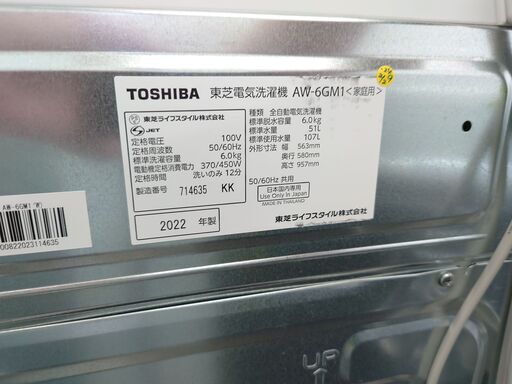 TOSHIBA 東芝電気洗濯機 AW-6GM1<家庭用>
東芝ライフスタイル株式会社
S JET
定格電圧 100V
定格周波数 50/60Hz
標準洗濯容量 6.0kg
電動機定格消費電力 370/450W
洗いのみ 12分
製造番号 714635 KK
2022 年製
種類 全自動電気洗濯機
標準脱水容量 6.0kg
標準水量 51L
標準使用水量 107L
外形寸法 幅 563mm
奥行 580mm
高さ 957mm
50/60Hz 共用
日本国内専用
Use Only In Japan
MADE IN THAILAND
東芝ライフスタイル株式会社
AW-6GM1(W)
00822023114635
UP